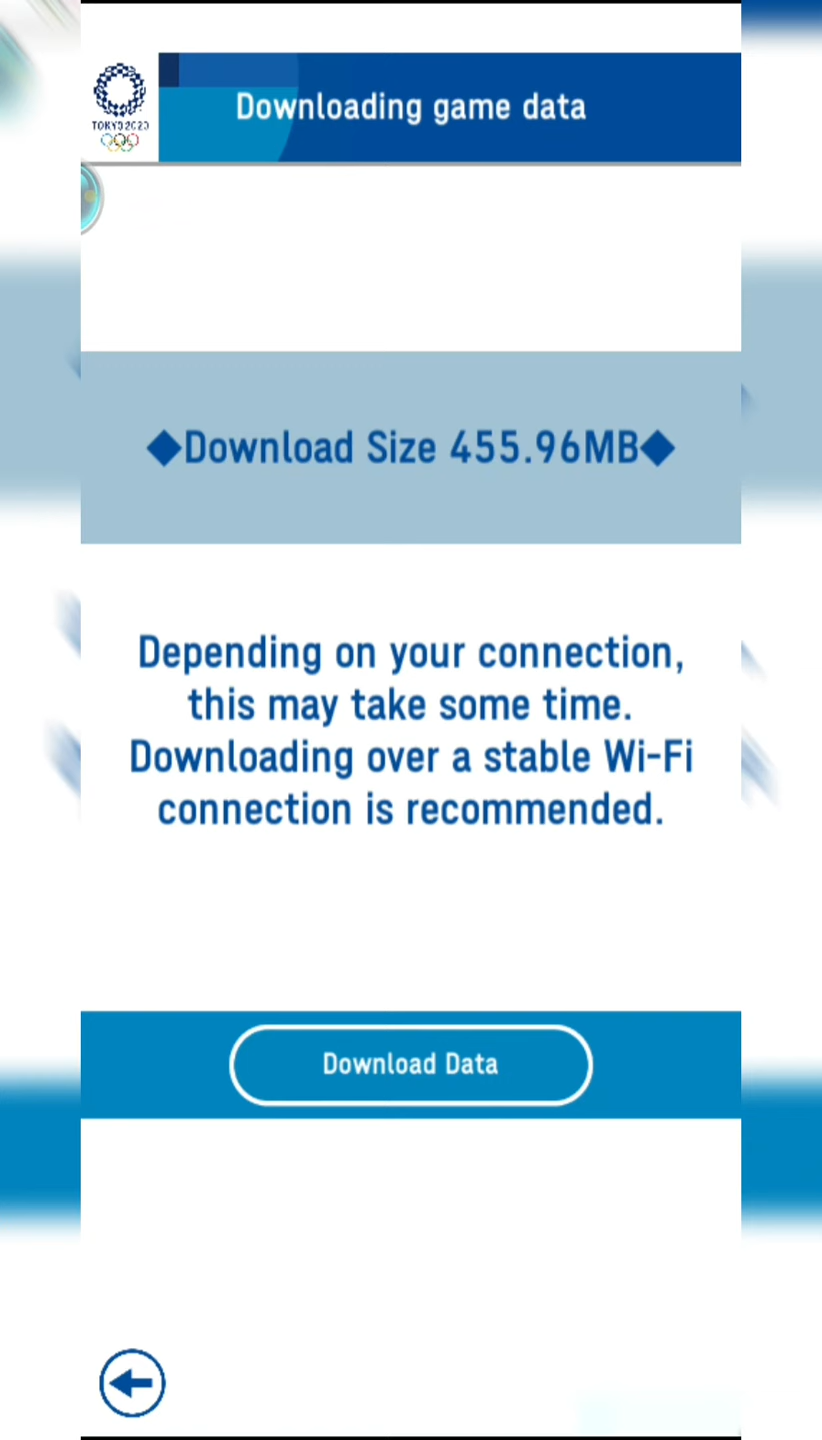 TOKYO 2020
Downloading game data
◆Download Size 455.96MB◆
Depending on your connection,
this may take some time.
Downloading over a stable Wi-Fi
connection is recommended.
Download Data